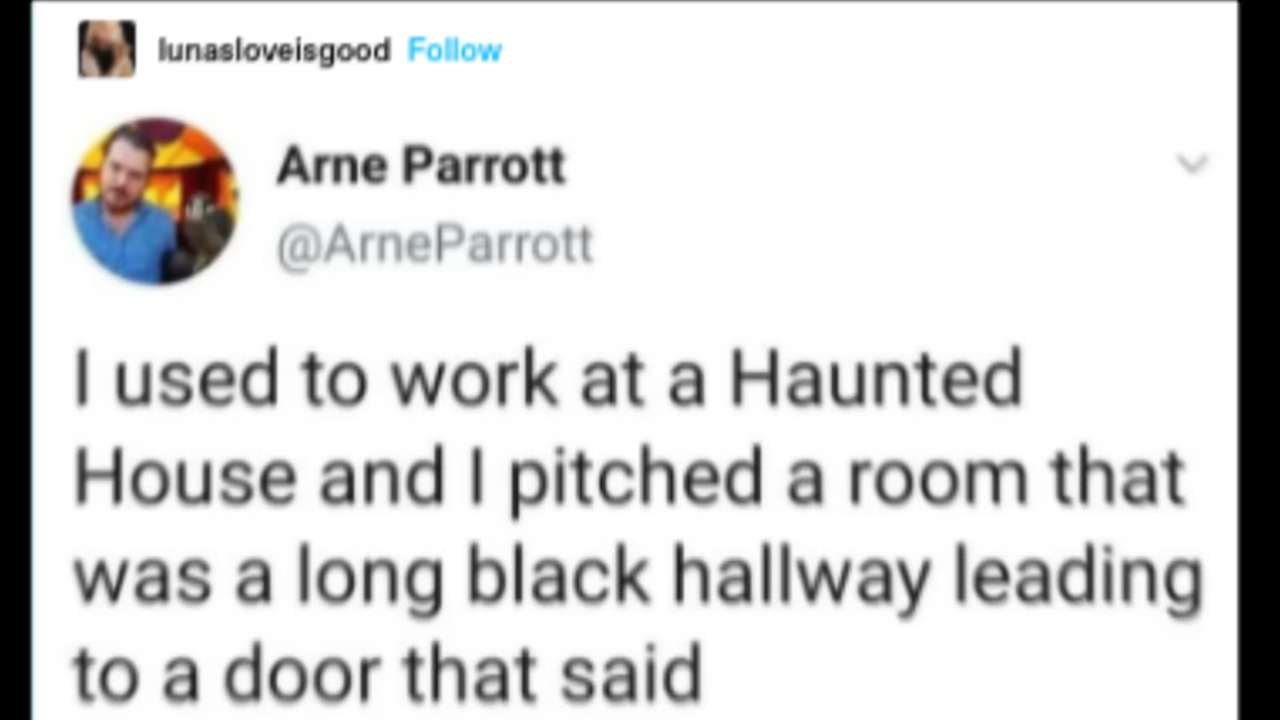 lunasloveisgood Follow
Arne Parrott
@ArneParrott
I used to work at a Haunted
House and I pitched a room that
was a long black hallway leading
to a door that said